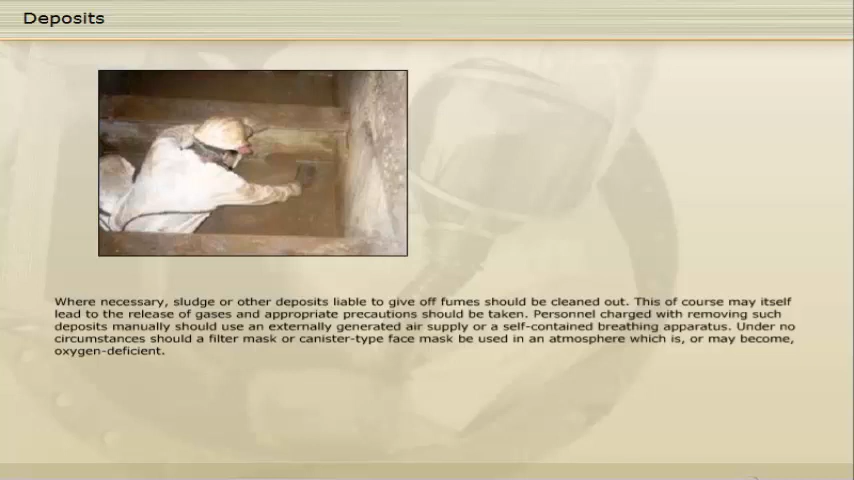 Deposits
Where necessary, sludge or other deposits liable to give off fumes should be cleaned out. This of course may itself
lead to the release of gases and appropriate precautions should be taken. Personnel charged with removing such
deposits manually should use an externally generated air supply or a self-contained breathing apparatus. Under no
circumstances should a filter mask or canister-type face mask be used in an atmosphere which is, or may become,
oxygen-deficient.